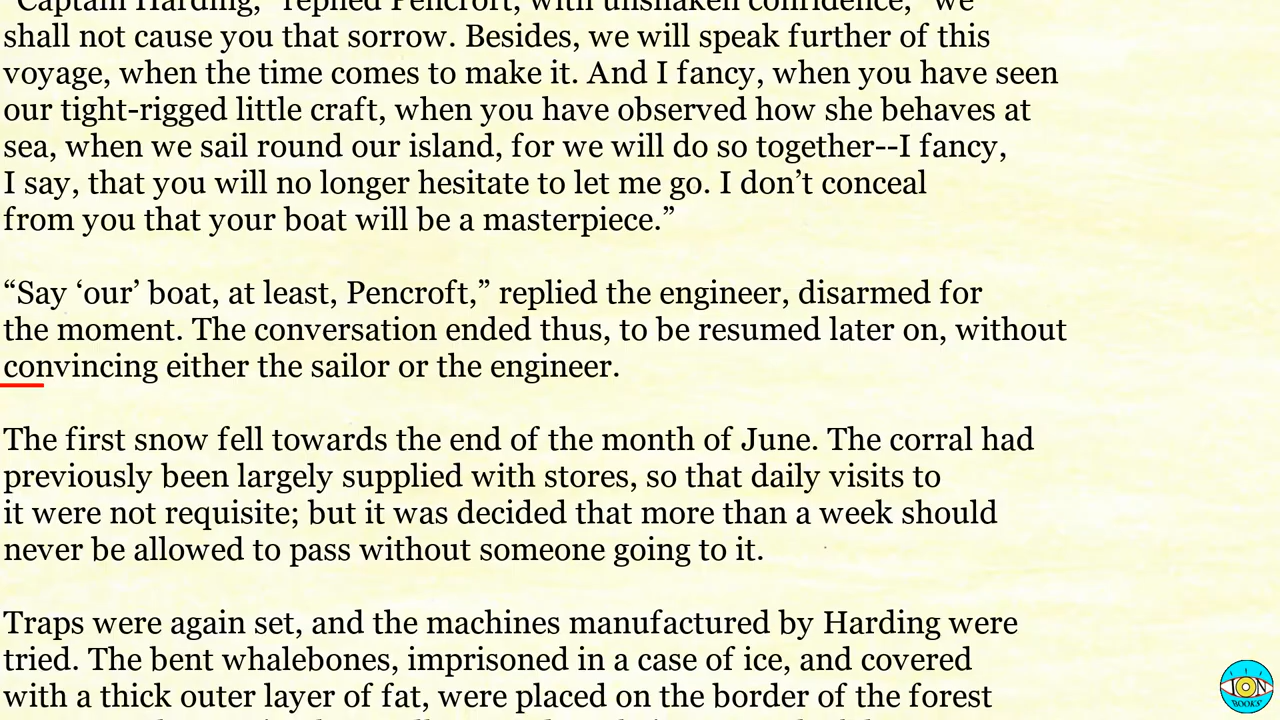 Captain Harding,” replied Pencroft, with unshaken confidence, “we
shall not cause you that sorrow. Besides, we will speak further of this
voyage, when the time comes to make it. And I fancy, when you have seen
our tight-rigged little craft, when you have observed how she behaves at
sea, when we sail round our island, for we will do so together--I fancy,
I say, that you will no longer hesitate to let me go. I don’t conceal
from you that your boat will be a masterpiece.”
“Say ‘our’ boat, at least, Pencroft,” replied the engineer, disarmed for
the moment. The conversation ended thus, to be resumed later on, without
convincing either the sailor or the engineer.
The first snow fell towards the end of the month of June. The corral had
previously been largely supplied with stores, so that daily visits to
it were not requisite; but it was decided that more than a week should
never be allowed to pass without someone going to it.
Traps were again set, and the machines manufactured by Harding were
tried. The bent whalebones, imprisoned in a case of ice, and covered
with a thick outer layer of fat, were placed on the border of the forest
ION
BOOKS